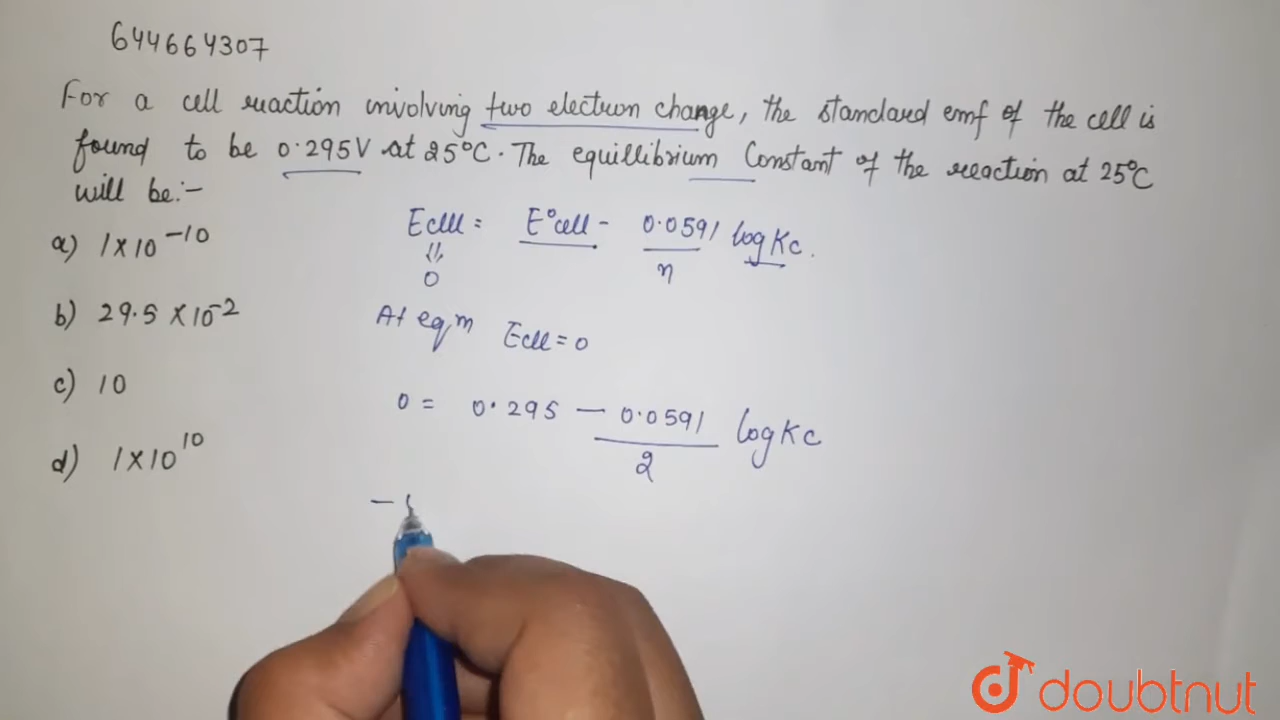 644664307
For a cell reaction involving two electron change, the standard emf of the cell is
found to be 0.295V at 25°C. The equillibrium Constant of the reaction at 25°C
will be:-
a) 1×10^-10
b) 29.5 ×10^-2
c) 10
d) 1×10^10
Ecell = E°cell - 0.0591/n log Kc.
⇓
0
At eqm Ecell = 0
0 = 0.295 — 0.0591/2 log Kc
—
doubtnut